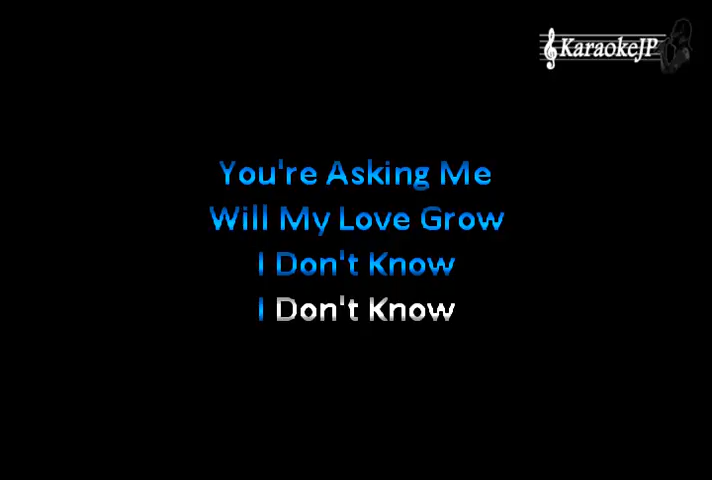 KaraokeJP
You're Asking Me
Will My Love Grow
I Don't Know
I Don't Know